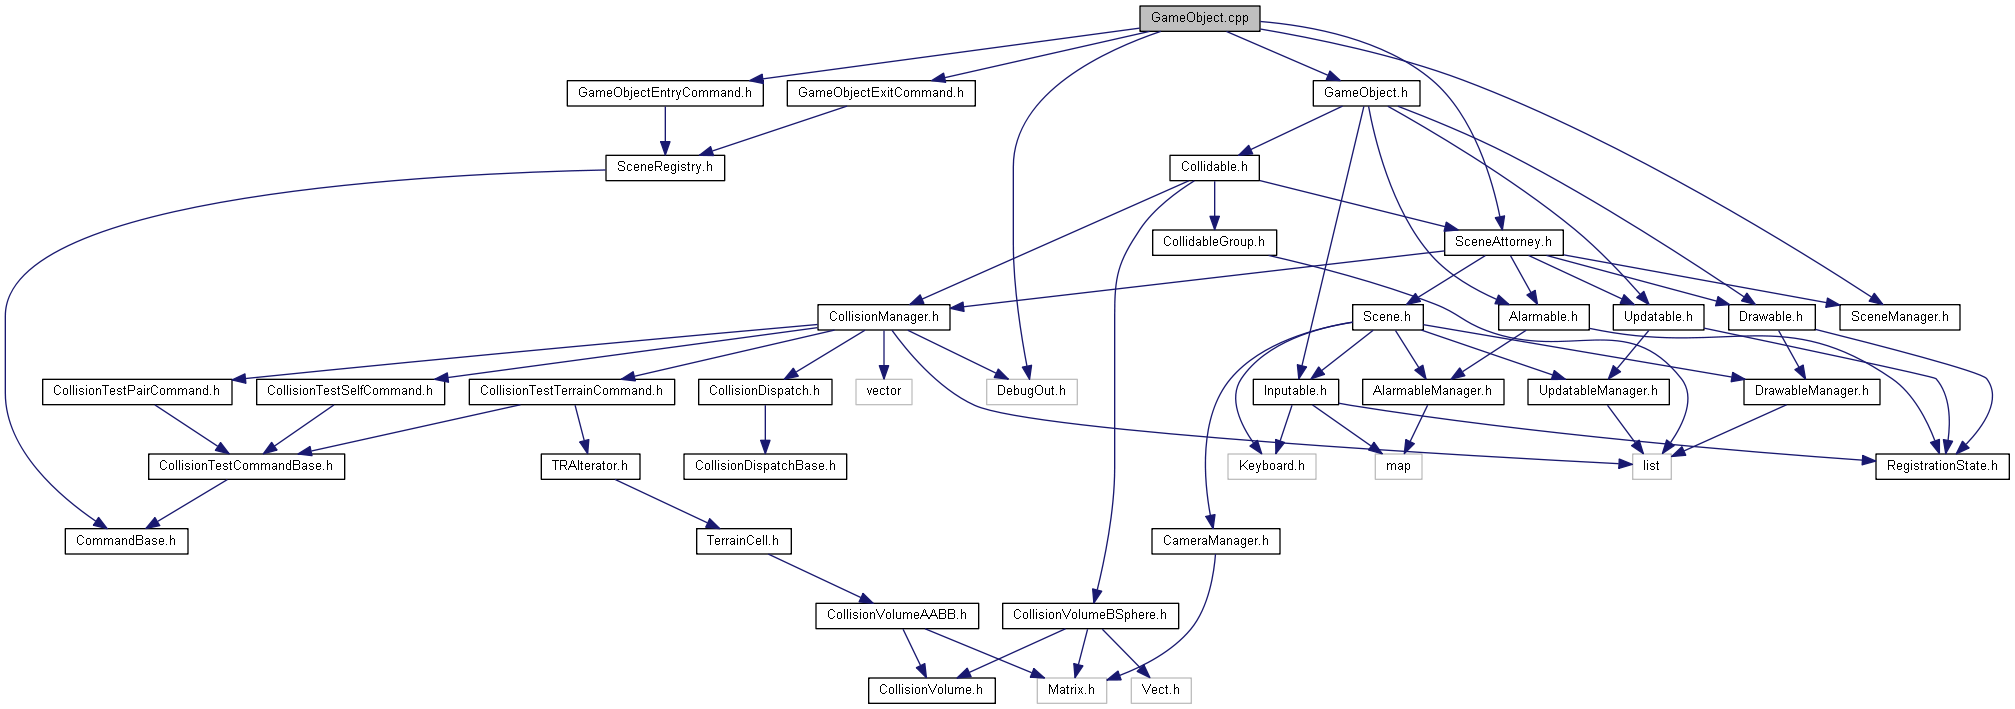 GameObject.cpp
GameObjectEntryCommand.h
GameObjectExitCommand.h
GameObject.h
SceneRegistry.h
Collidable.h
CollidableGroup.h
SceneAttorney.h
CollisionManager.h
Scene.h
Alarmable.h
Updatable.h
Drawable.h
SceneManager.h
CollisionTestPairCommand.h
CollisionTestSelfCommand.h
CollisionTestTerrainCommand.h
CollisionDispatch.h
vector
DebugOut.h
Inputable.h
AlarmableManager.h
UpdatableManager.h
DrawableManager.h
CollisionTestCommandBase.h
TRAIterator.h
CollisionDispatchBase.h
Keyboard.h
map
list
RegistrationState.h
CommandBase.h
TerrainCell.h
CameraManager.h
CollisionVolumeAABB.h
CollisionVolumeBSphere.h
CollisionVolume.h
Matrix.h
Vect.h